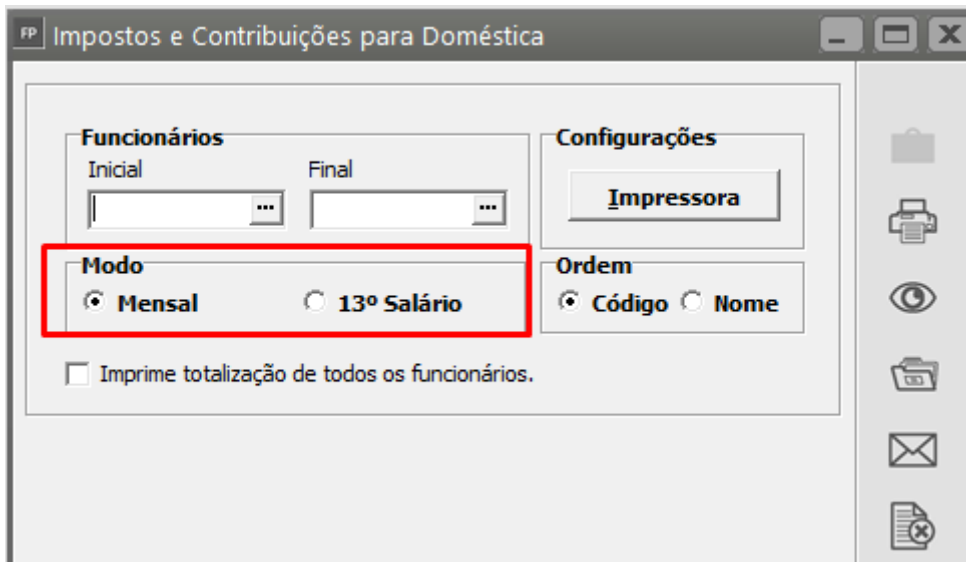 FP Impostos e Contribuições para Doméstica
Funcionários
Inicial Final
... ...
Configurações
Impressora
Modo
Mensal 13º Salário
Ordem
Código Nome
Imprime totalização de todos os funcionários.